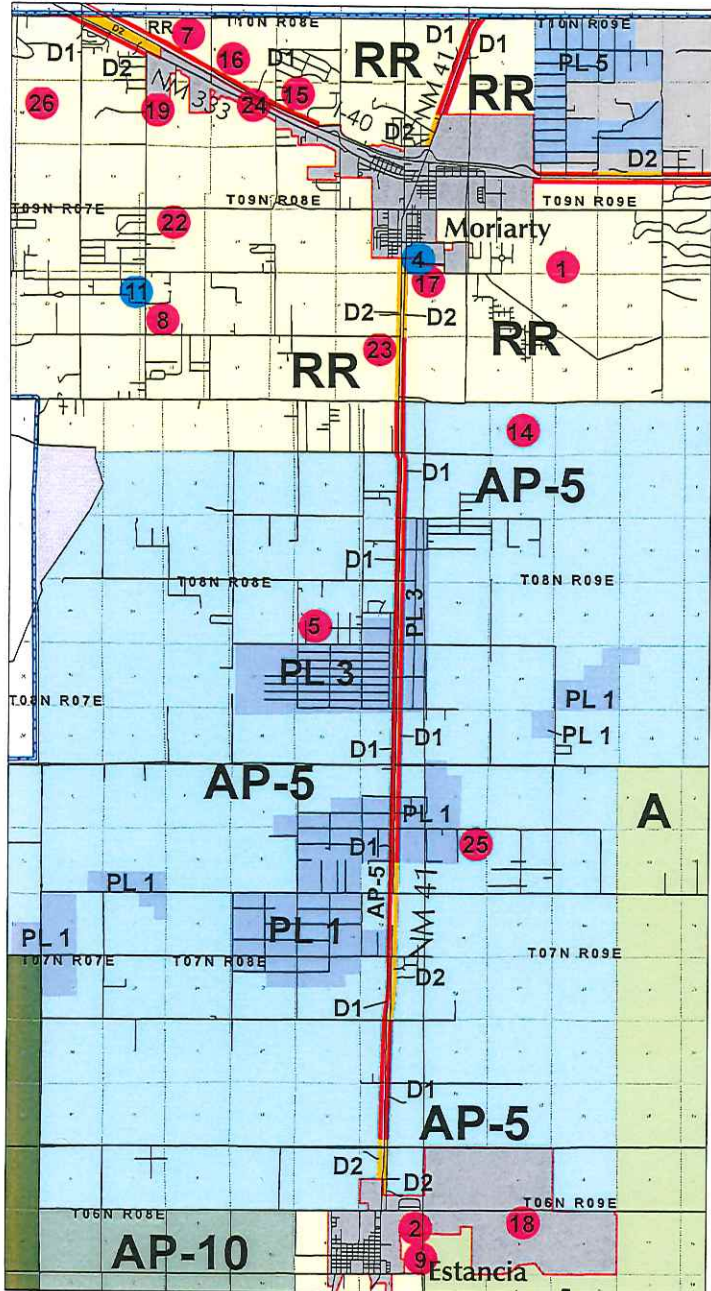 T10N R08E
T10N R09E
RR
7
D2
D1
D1
D1
16
D1
RR
NM 41
PL 5
D2
RR
26
19
NM 333
24
15
I-40
D2
D2
T09N R07E
T09N R08E
T09N R09E
22
Moriarty
4
1
11
17
8
D2
D2
23
RR
RR
14
D1
AP-5
D1
T08N R08E
T08N R09E
PL 3
5
PL 3
PL 1
T08N R07E
PL 1
D1
D1
AP-5
A
PL 1
D1
25
PL 1
AP-5
NM 41
PL 1
PL 1
T07N R07E
T07N R08E
T07N R09E
D2
D1
D1
AP-5
D2
D2
T06N R08E
T06N R09E
2
18
AP-10
9
Estancia